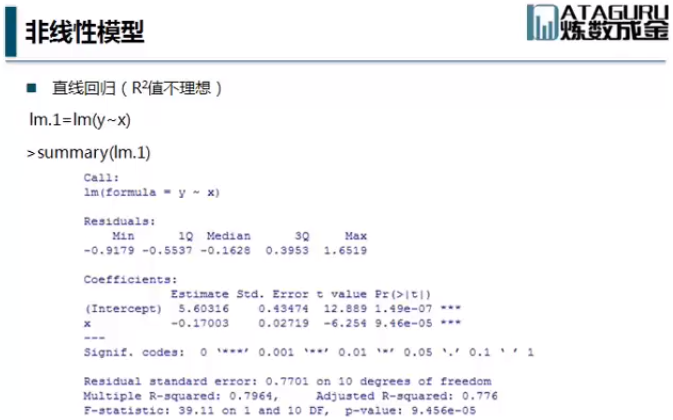 非线性模型
DATAGURU
炼数成金
■ 直线回归（R²值不理想）
lm.1=lm(y~x)
>summary(lm.1)
Call:
lm(formula = y ~ x)
Residuals:
    Min      1Q  Median      3Q     Max
-0.9179 -0.5537 -0.1628  0.3953  1.6519
Coefficients:
            Estimate Std. Error t value Pr(>|t|)
(Intercept)  5.60316    0.43474  12.889 1.49e-07 ***
x           -0.17003    0.02719  -6.254 9.46e-05 ***
---
Signif. codes:  0 ‘***’ 0.001 ‘**’ 0.01 ‘*’ 0.05 ‘.’ 0.1 ‘ ’ 1
Residual standard error: 0.7701 on 10 degrees of freedom
Multiple R-squared: 0.7964,     Adjusted R-squared: 0.776
F-statistic: 39.11 on 1 and 10 DF,  p-value: 9.456e-05